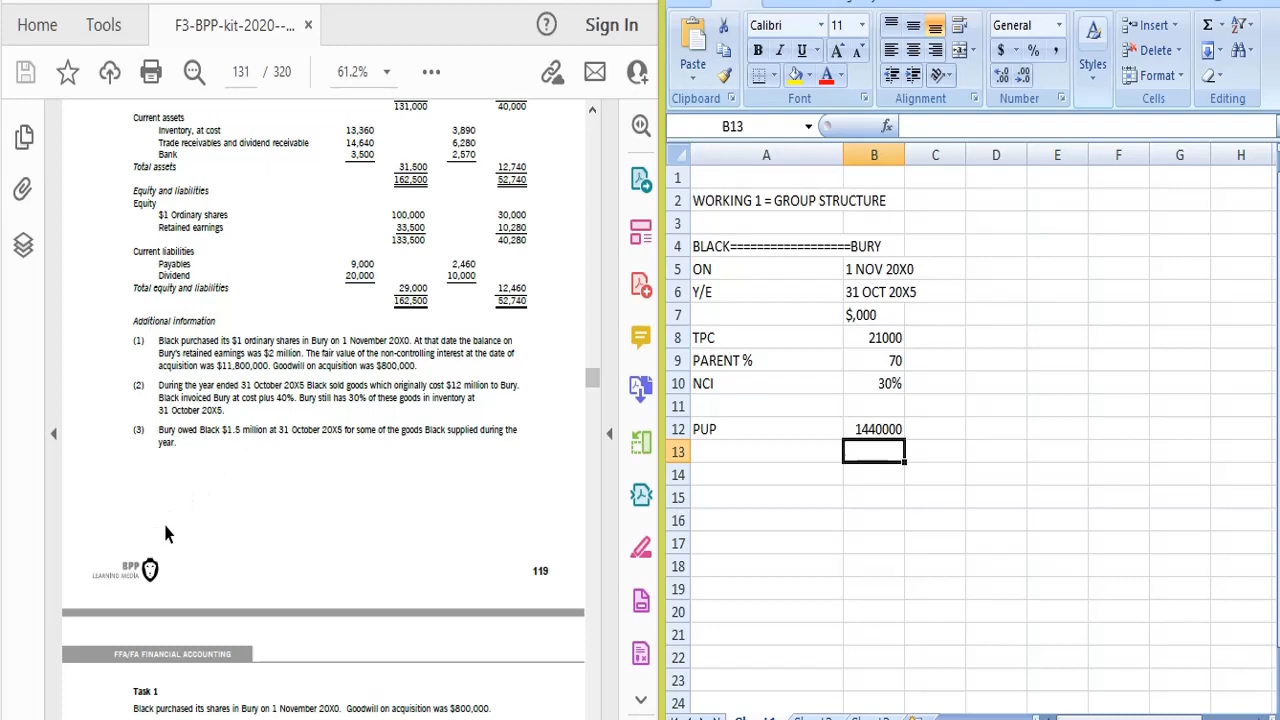 Home
Tools
F3-BPP-kit-2020--...
×
?
Sign In
131 / 320
61.2%
131,000 40,000
Current assets
Inventory, at cost 13,360 3,890
Trade receivables and dividend receivable 14,640 6,280
Bank 3,500 2,570
31,500 12,740
Total assets 162,500 52,740
Equity and liabilities
Equity
$1 Ordinary shares 100,000 30,000
Retained earnings 33,500 10,280
133,500 40,280
Current liabilities
Payables 9,000 2,460
Dividend 20,000 10,000
29,000 12,460
Total equity and liabilities 162,500 52,740
Additional information
(1) Black purchased its $1 ordinary shares in Bury on 1 November 20X0. At that date the balance on
Bury's retained earnings was $2 million. The fair value of the non-controlling interest at the date of
acquisition was $11,800,000. Goodwill on acquisition was $800,000.
(2) During the year ended 31 October 20X5 Black sold goods which originally cost $12 million to Bury.
Black invoiced Bury at cost plus 40%. Bury still has 30% of these goods in inventory at
31 October 20X5.
(3) Bury owed Black $1.5 million at 31 October 20X5 for some of the goods Black supplied during the
year.
BPP
LEARNING MEDIA
119
FFA/FA FINANCIAL ACCOUNTING
Task 1
Black purchased its shares in Bury on 1 November 20X0. Goodwill on acquisition was $800,000.
Paste
Clipboard
Calibri 11
B I U
Font
Alignment
General
$ % ,
Number
Styles
Insert
Delete
Format
Cells
Σ
Editing
B13
fx
A B C D E F G H
1
2 WORKING 1 = GROUP STRUCTURE
3
4 BLACK==================BURY
5 ON 1 NOV 20X0
6 Y/E 31 OCT 20X5
7 $,000
8 TPC 21000
9 PARENT % 70
10 NCI 30%
11
12 PUP 1440000
13
14
15
16
17
18
19
20
21
22
23
24